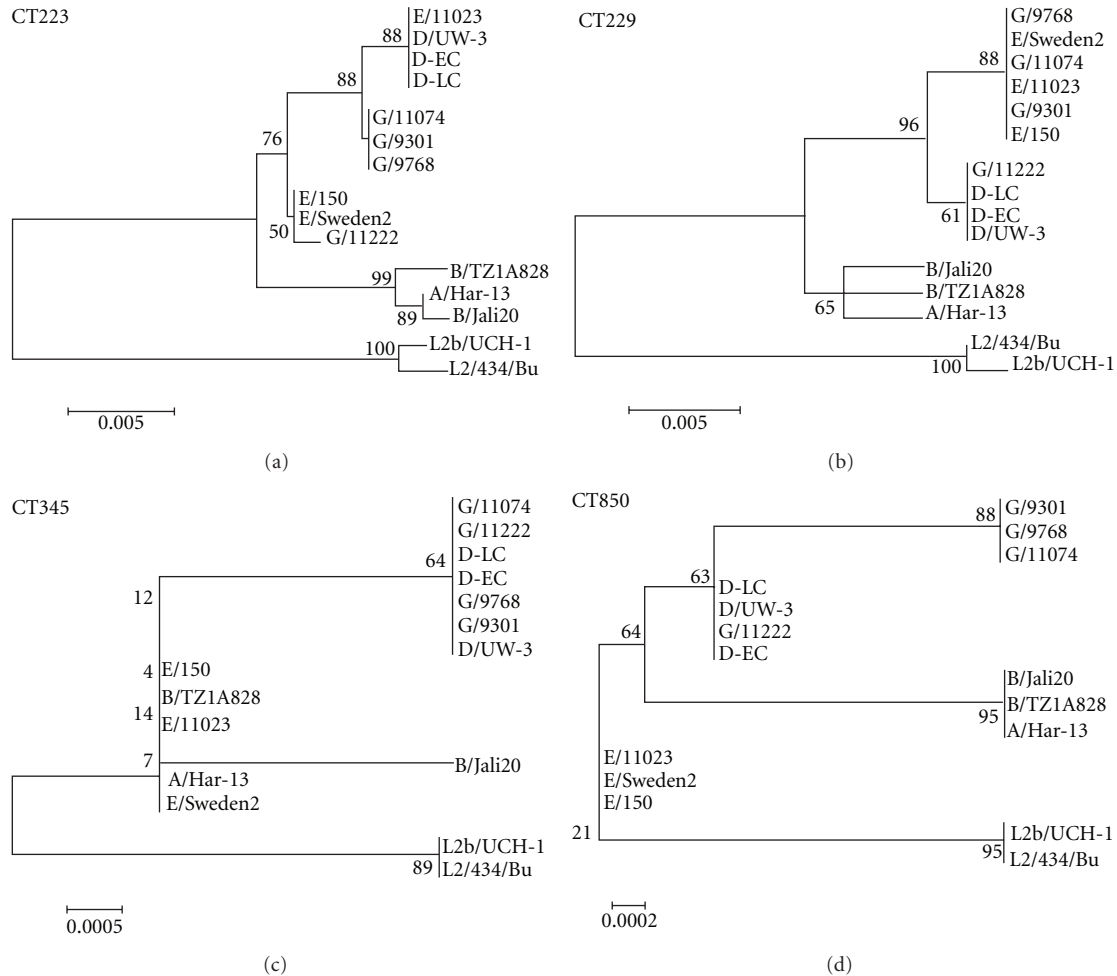 CT223
88
E/11023
D/UW-3
D-EC
D-LC
88
G/11074
G/9301
G/9768
76
E/150
E/Sweden2
50
G/11222
99
B/TZ1A828
A/Har-13
89
B/Jali20
100
L2b/UCH-1
L2/434/Bu
0.005
(a)
CT229
88
G/9768
E/Sweden2
G/11074
E/11023
G/9301
E/150
96
G/11222
D-LC
61
D-EC
D/UW-3
B/Jali20
B/TZ1A828
65
A/Har-13
L2/434/Bu
100
L2b/UCH-1
0.005
(b)
CT345
G/11074
G/11222
64
D-LC
D-EC
G/9768
G/9301
D/UW-3
12
4
E/150
B/TZ1A828
14
E/11023
7
B/Jali20
A/Har-13
E/Sweden2
L2b/UCH-1
89
L2/434/Bu
0.0005
(c)
CT850
88
G/9301
G/9768
G/11074
63
D-LC
D/UW-3
G/11222
D-EC
64
B/Jali20
B/TZ1A828
95
A/Har-13
E/11023
E/Sweden2
E/150
21
L2b/UCH-1
95
L2/434/Bu
0.0002
(d)